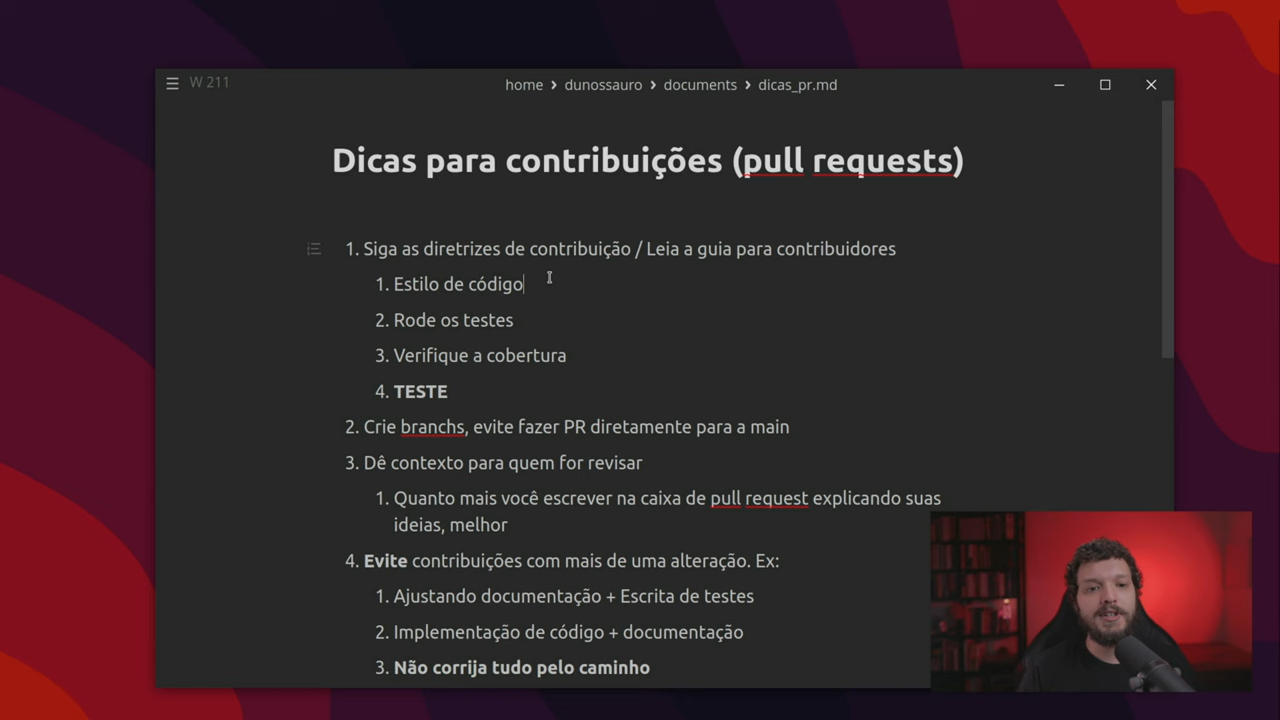 W 211
home › dunossauro › documents › dicas_pr.md
Dicas para contribuições (pull requests)
1. Siga as diretrizes de contribuição / Leia a guia para contribuidores
1. Estilo de código
2. Rode os testes
3. Verifique a cobertura
4. TESTE
2. Crie branchs, evite fazer PR diretamente para a main
3. Dê contexto para quem for revisar
1. Quanto mais você escrever na caixa de pull request explicando suas
ideias, melhor
4. Evite contribuições com mais de uma alteração. Ex:
1. Ajustando documentação + Escrita de testes
2. Implementação de código + documentação
3. Não corrija tudo pelo caminho